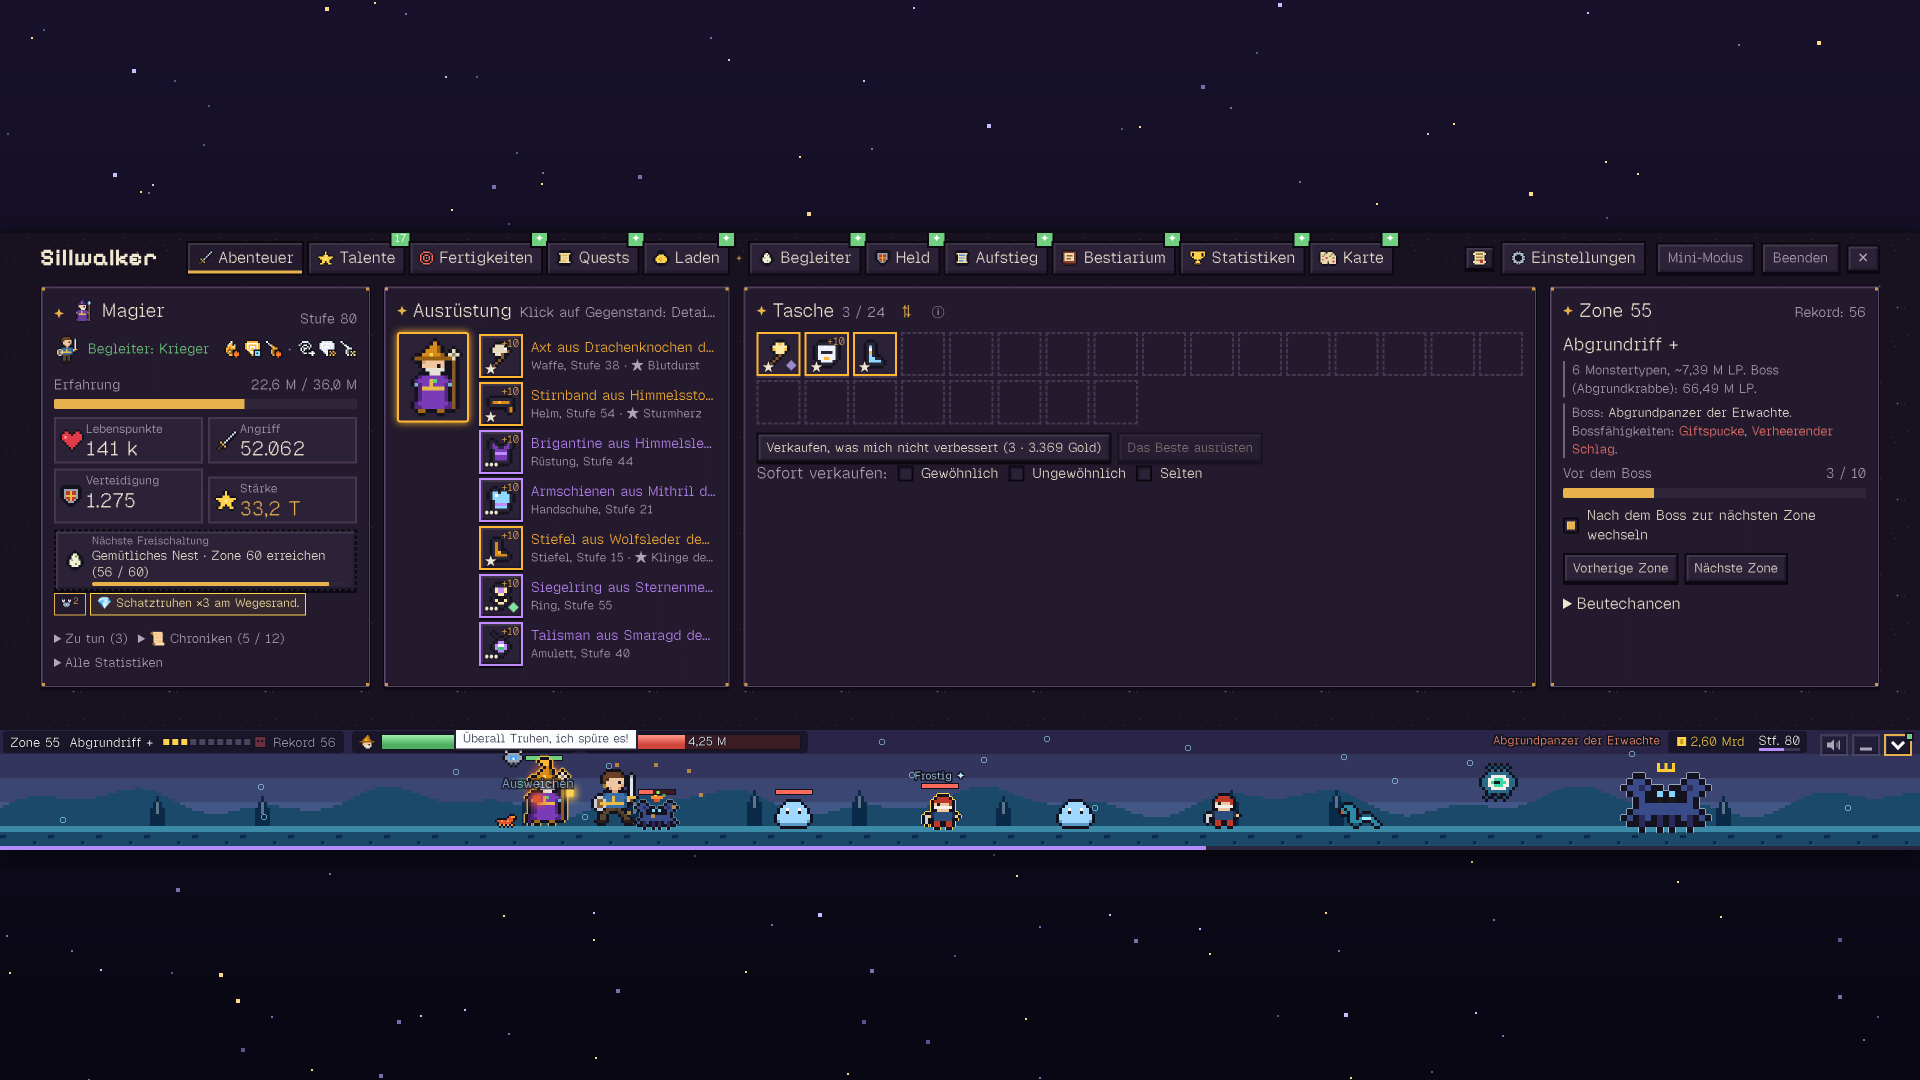 Sillwalker
Abenteuer
17
Talente
Fertigkeiten
Quests
Laden
Begleiter
Held
Aufstieg
Bestiarium
Statistiken
Karte
Einstellungen
Mini-Modus
Beenden
×
Magier
Stufe 80
Begleiter: Krieger
Erfahrung
22,6 M / 36,0 M
Lebenspunkte
141 k
Angriff
52.062
Verteidigung
1.275
Stärke
33,2 T
Nächste Freischaltung
Gemütliches Nest · Zone 60 erreichen
(56 / 60)
2
Schatztruhen ×3 am Wegesrand.
Zu tun (3)
Chroniken (5 / 12)
Alle Statistiken
Ausrüstung
Klick auf Gegenstand: Detai…
+10
Axt aus Drachenknochen d…
Waffe, Stufe 38 · ★ Blutdurst
+10
Stirnband aus Himmelssto…
Helm, Stufe 54 · ★ Sturmherz
+10
Brigantine aus Himmelsle…
Rüstung, Stufe 44
+10
Armschienen aus Mithril d…
Handschuhe, Stufe 21
+10
Stiefel aus Wolfsleder de…
Stiefel, Stufe 15 · ★ Klinge de…
+10
Siegelring aus Sternenme…
Ring, Stufe 55
+10
Talisman aus Smaragd de…
Amulett, Stufe 40
Tasche 3 / 24
+10
Verkaufen, was mich nicht verbessert (3 · 3.369 Gold)
Das Beste ausrüsten
Sofort verkaufen:
Gewöhnlich
Ungewöhnlich
Selten
Zone 55
Rekord: 56
Abgrundriff +
6 Monstertypen, ~7,39 M LP. Boss
(Abgrundkrabbe): 66,49 M LP.
Boss: Abgrundpanzer der Erwachte.
Bossfähigkeiten: Giftspucke, Verheerender
Schlag.
Vor dem Boss
3 / 10
Nach dem Boss zur nächsten Zone
wechseln
Vorherige Zone
Nächste Zone
Beutechancen
Zone 55
Abgrundriff +
Rekord 56
Überall Truhen, ich spüre es!
4,25 M
Abgrundpanzer der Erwachte
2,60 Mrd
Stf. 80
Ausweichen
Frostig